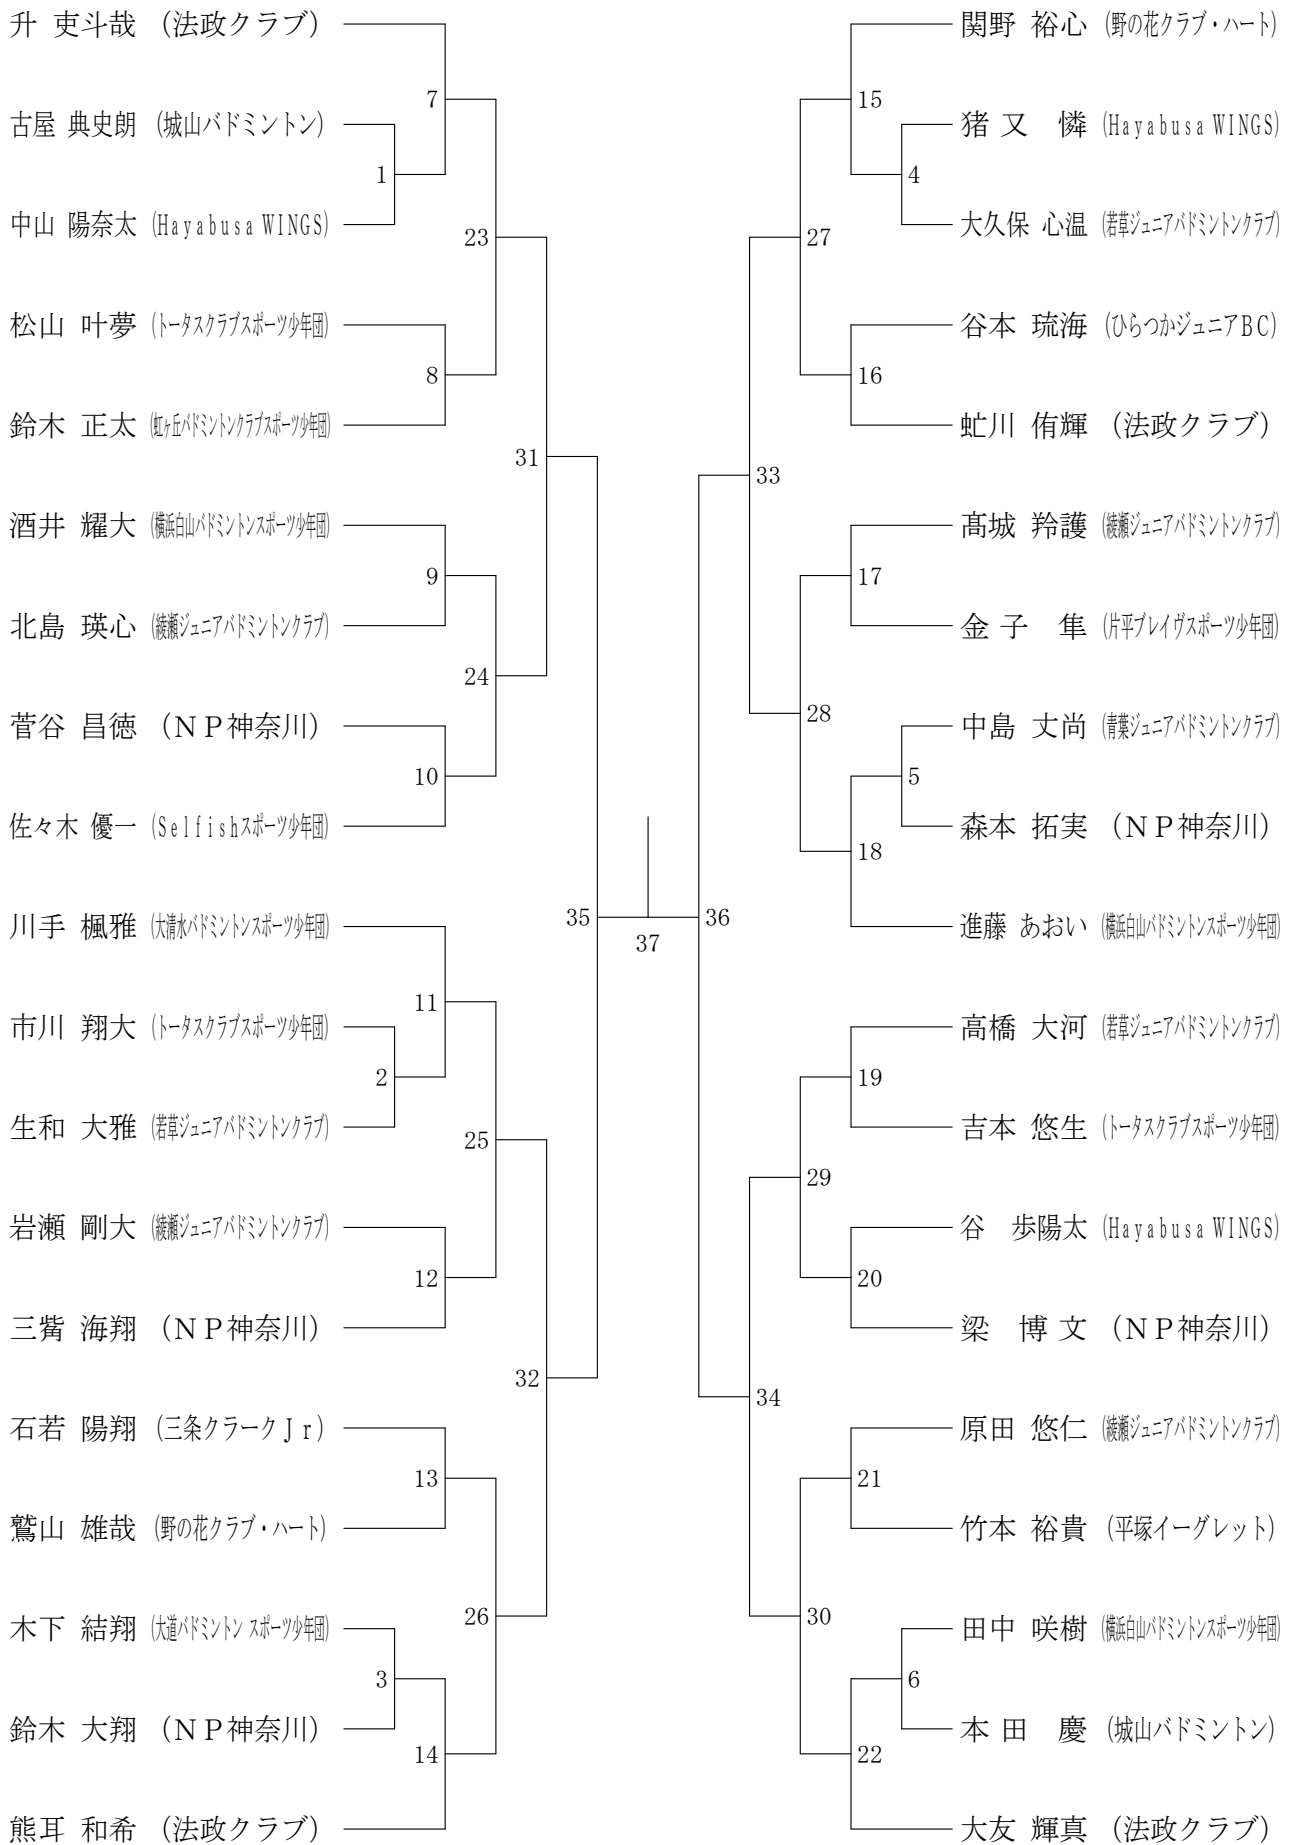 升 吏斗哉 (法政クラブ)
7
古屋 典史朗 (城山バドミントン)
1
中山 陽奈太 (Hayabusa WINGS)
23
松山 叶夢 (トータスクラブスポーツ少年団)
8
鈴木 正太 (虹ヶ丘バドミントンクラブスポーツ少年団)
31
酒井 耀大 (横浜白山バドミントンスポーツ少年団)
9
北島 瑛心 (綾瀬ジュニアバドミントンクラブ)
24
菅谷 昌徳 (NP神奈川)
10
佐々木 優一 (Selfishスポーツ少年団)
35
川手 楓雅 (大清水バドミントンスポーツ少年団)
11
市川 翔大 (トータスクラブスポーツ少年団)
2
生和 大雅 (若草ジュニアバドミントンクラブ)
25
岩瀬 剛大 (綾瀬ジュニアバドミントンクラブ)
12
三觜 海翔 (NP神奈川)
32
石若 陽翔 (三条クラークJr)
13
鷲山 雄哉 (野の花クラブ・ハート)
26
木下 結翔 (大道バドミントン スポーツ少年団)
3
鈴木 大翔 (NP神奈川)
14
熊耳 和希 (法政クラブ)
37
関野 裕心 (野の花クラブ・ハート)
15
猪又 憐 (Hayabusa WINGS)
4
大久保 心温 (若草ジュニアバドミントンクラブ)
27
谷本 琉海 (ひらつかジュニアBC)
16
虻川 侑輝 (法政クラブ)
33
髙城 羚護 (綾瀬ジュニアバドミントンクラブ)
17
金子 隼 (片平ブレイヴスポーツ少年団)
28
中島 丈尚 (青葉ジュニアバドミントンクラブ)
5
森本 拓実 (NP神奈川)
18
進藤 あおい (横浜白山バドミントンスポーツ少年団)
36
高橋 大河 (若草ジュニアバドミントンクラブ)
19
吉本 悠生 (トータスクラブスポーツ少年団)
29
谷 歩陽太 (Hayabusa WINGS)
20
梁 博文 (NP神奈川)
34
原田 悠仁 (綾瀬ジュニアバドミントンクラブ)
21
竹本 裕貴 (平塚イーグレット)
30
田中 咲樹 (横浜白山バドミントンスポーツ少年団)
6
本田 慶 (城山バドミントン)
22
大友 輝真 (法政クラブ)